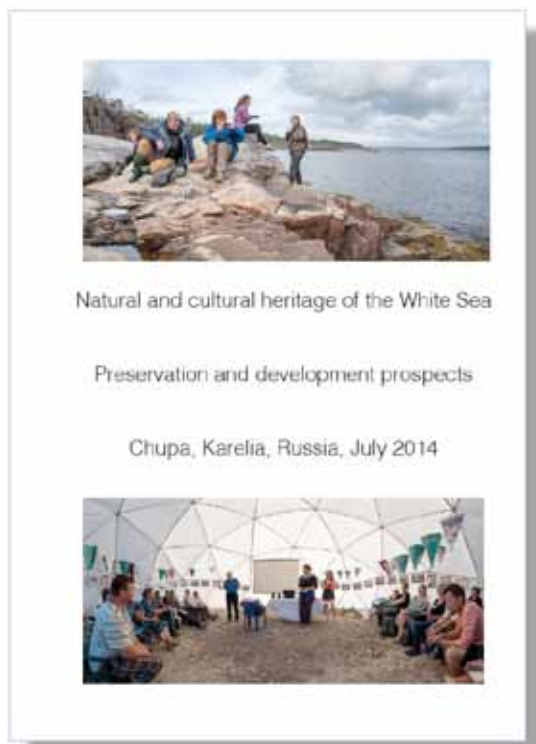 Natural and cultural heritage of the White Sea
Preservation and development prospects
Chupa, Karelia, Russia, July 2014